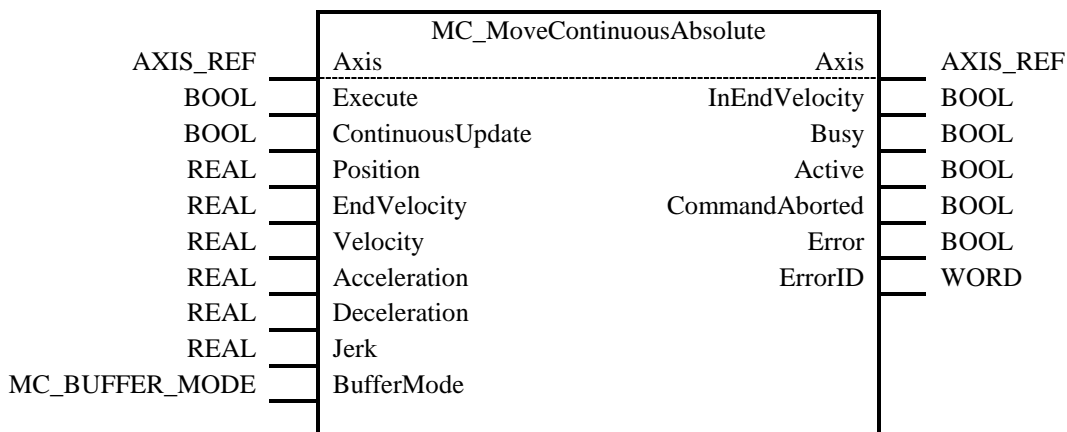 MC_MoveContinuousAbsolute
AXIS_REF Axis Axis AXIS_REF
BOOL Execute InEndVelocity BOOL
BOOL ContinuousUpdate Busy BOOL
REAL Position Active BOOL
REAL EndVelocity CommandAborted BOOL
REAL Velocity Error BOOL
REAL Acceleration ErrorID WORD
REAL Deceleration
REAL Jerk
MC_BUFFER_MODE BufferMode